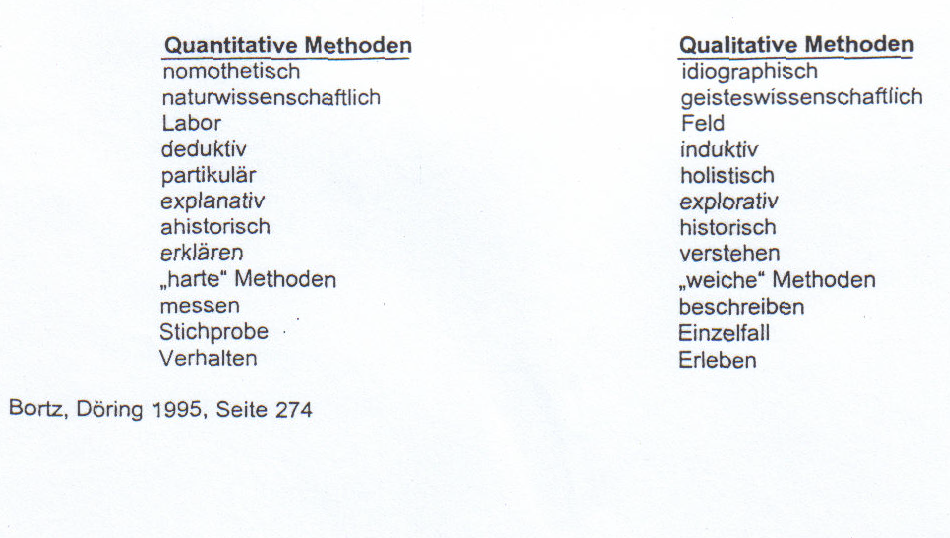 Quantitative Methoden Qualitative Methoden
nomothetisch idiographisch
naturwissenschaftlich geisteswissenschaftlich
Labor Feld
deduktiv induktiv
partikulär holistisch
explanativ explorativ
ahistorisch historisch
erklären verstehen
„harte“ Methoden „weiche“ Methoden
messen beschreiben
Stichprobe Einzelfall
Verhalten Erleben
Bortz, Döring 1995, Seite 274